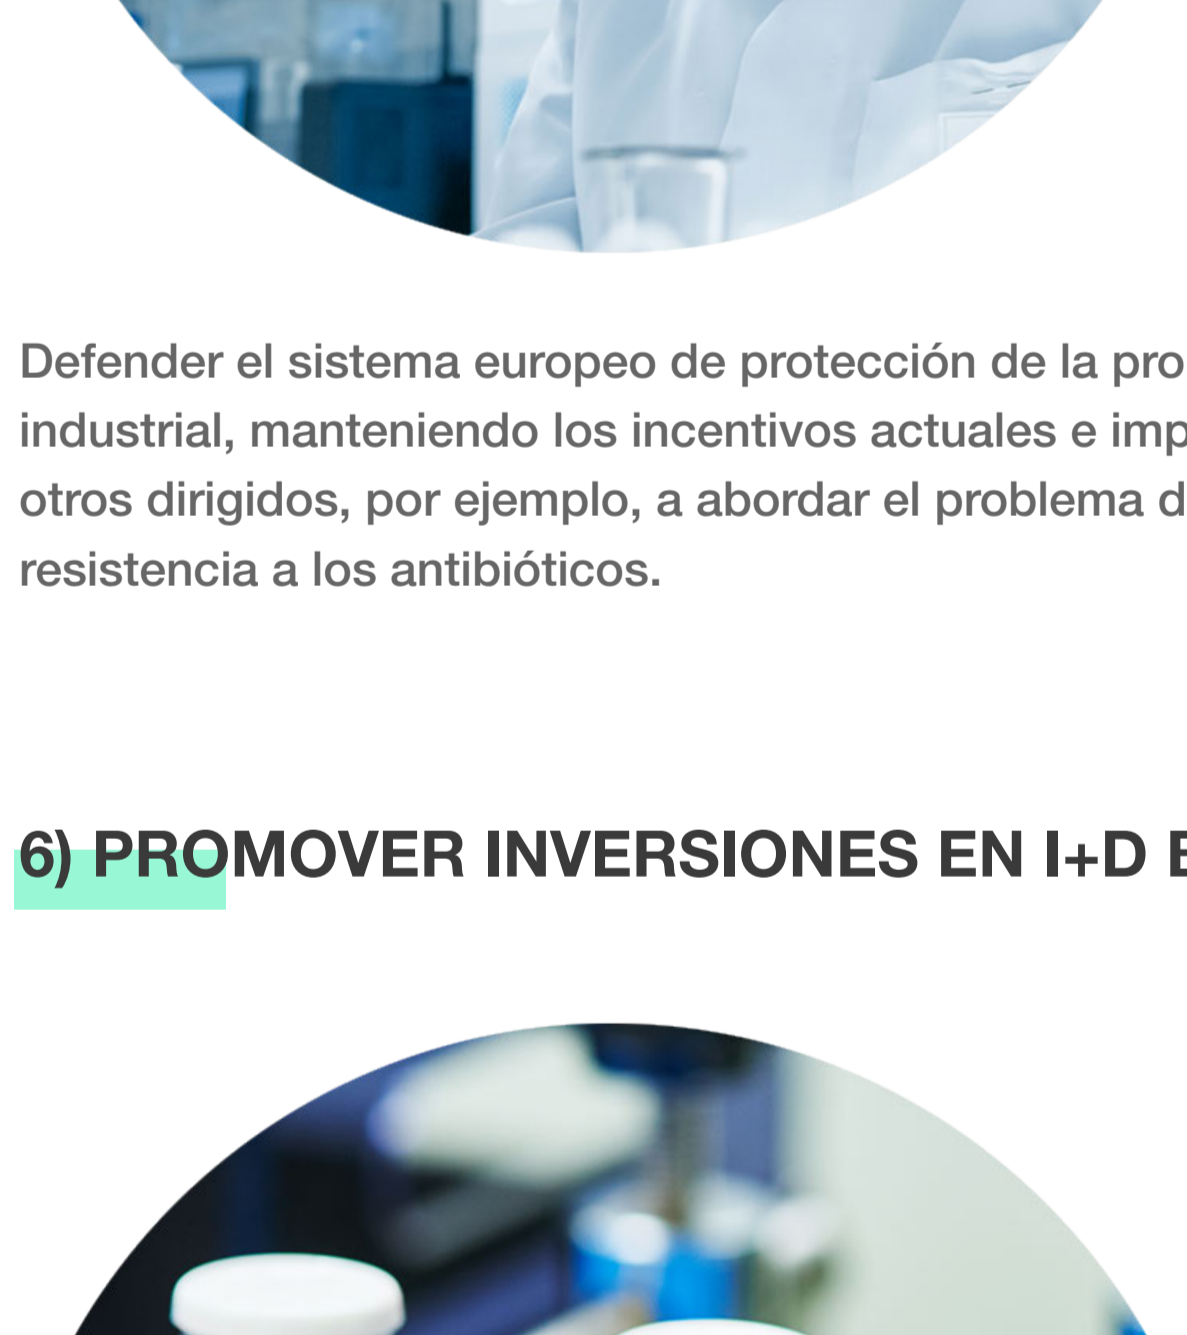 Defender el sistema europeo de protección de la pro
industrial, manteniendo los incentivos actuales e imp
otros dirigidos, por ejemplo, a abordar el problema d
resistencia a los antibióticos.
6) PROMOVER INVERSIONES EN I+D E